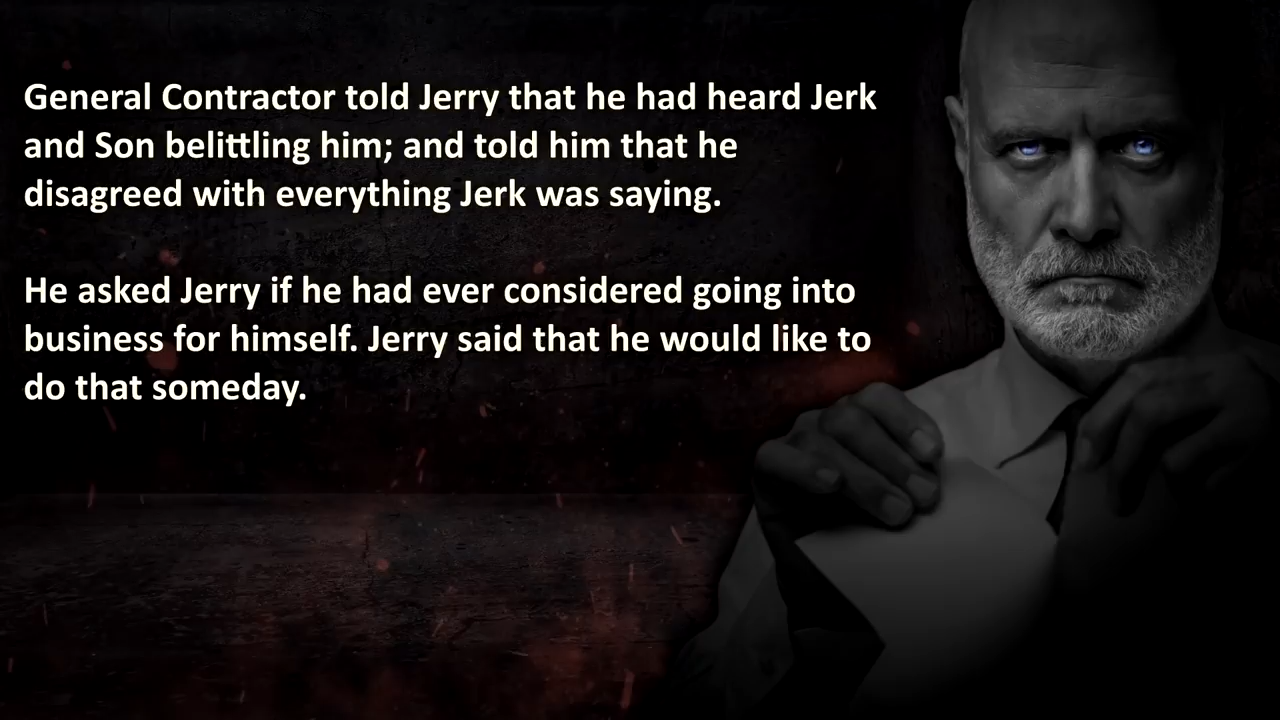 General Contractor told Jerry that he had heard Jerk
and Son belittling him; and told him that he
disagreed with everything Jerk was saying.
He asked Jerry if he had ever considered going into
business for himself. Jerry said that he would like to
do that someday.